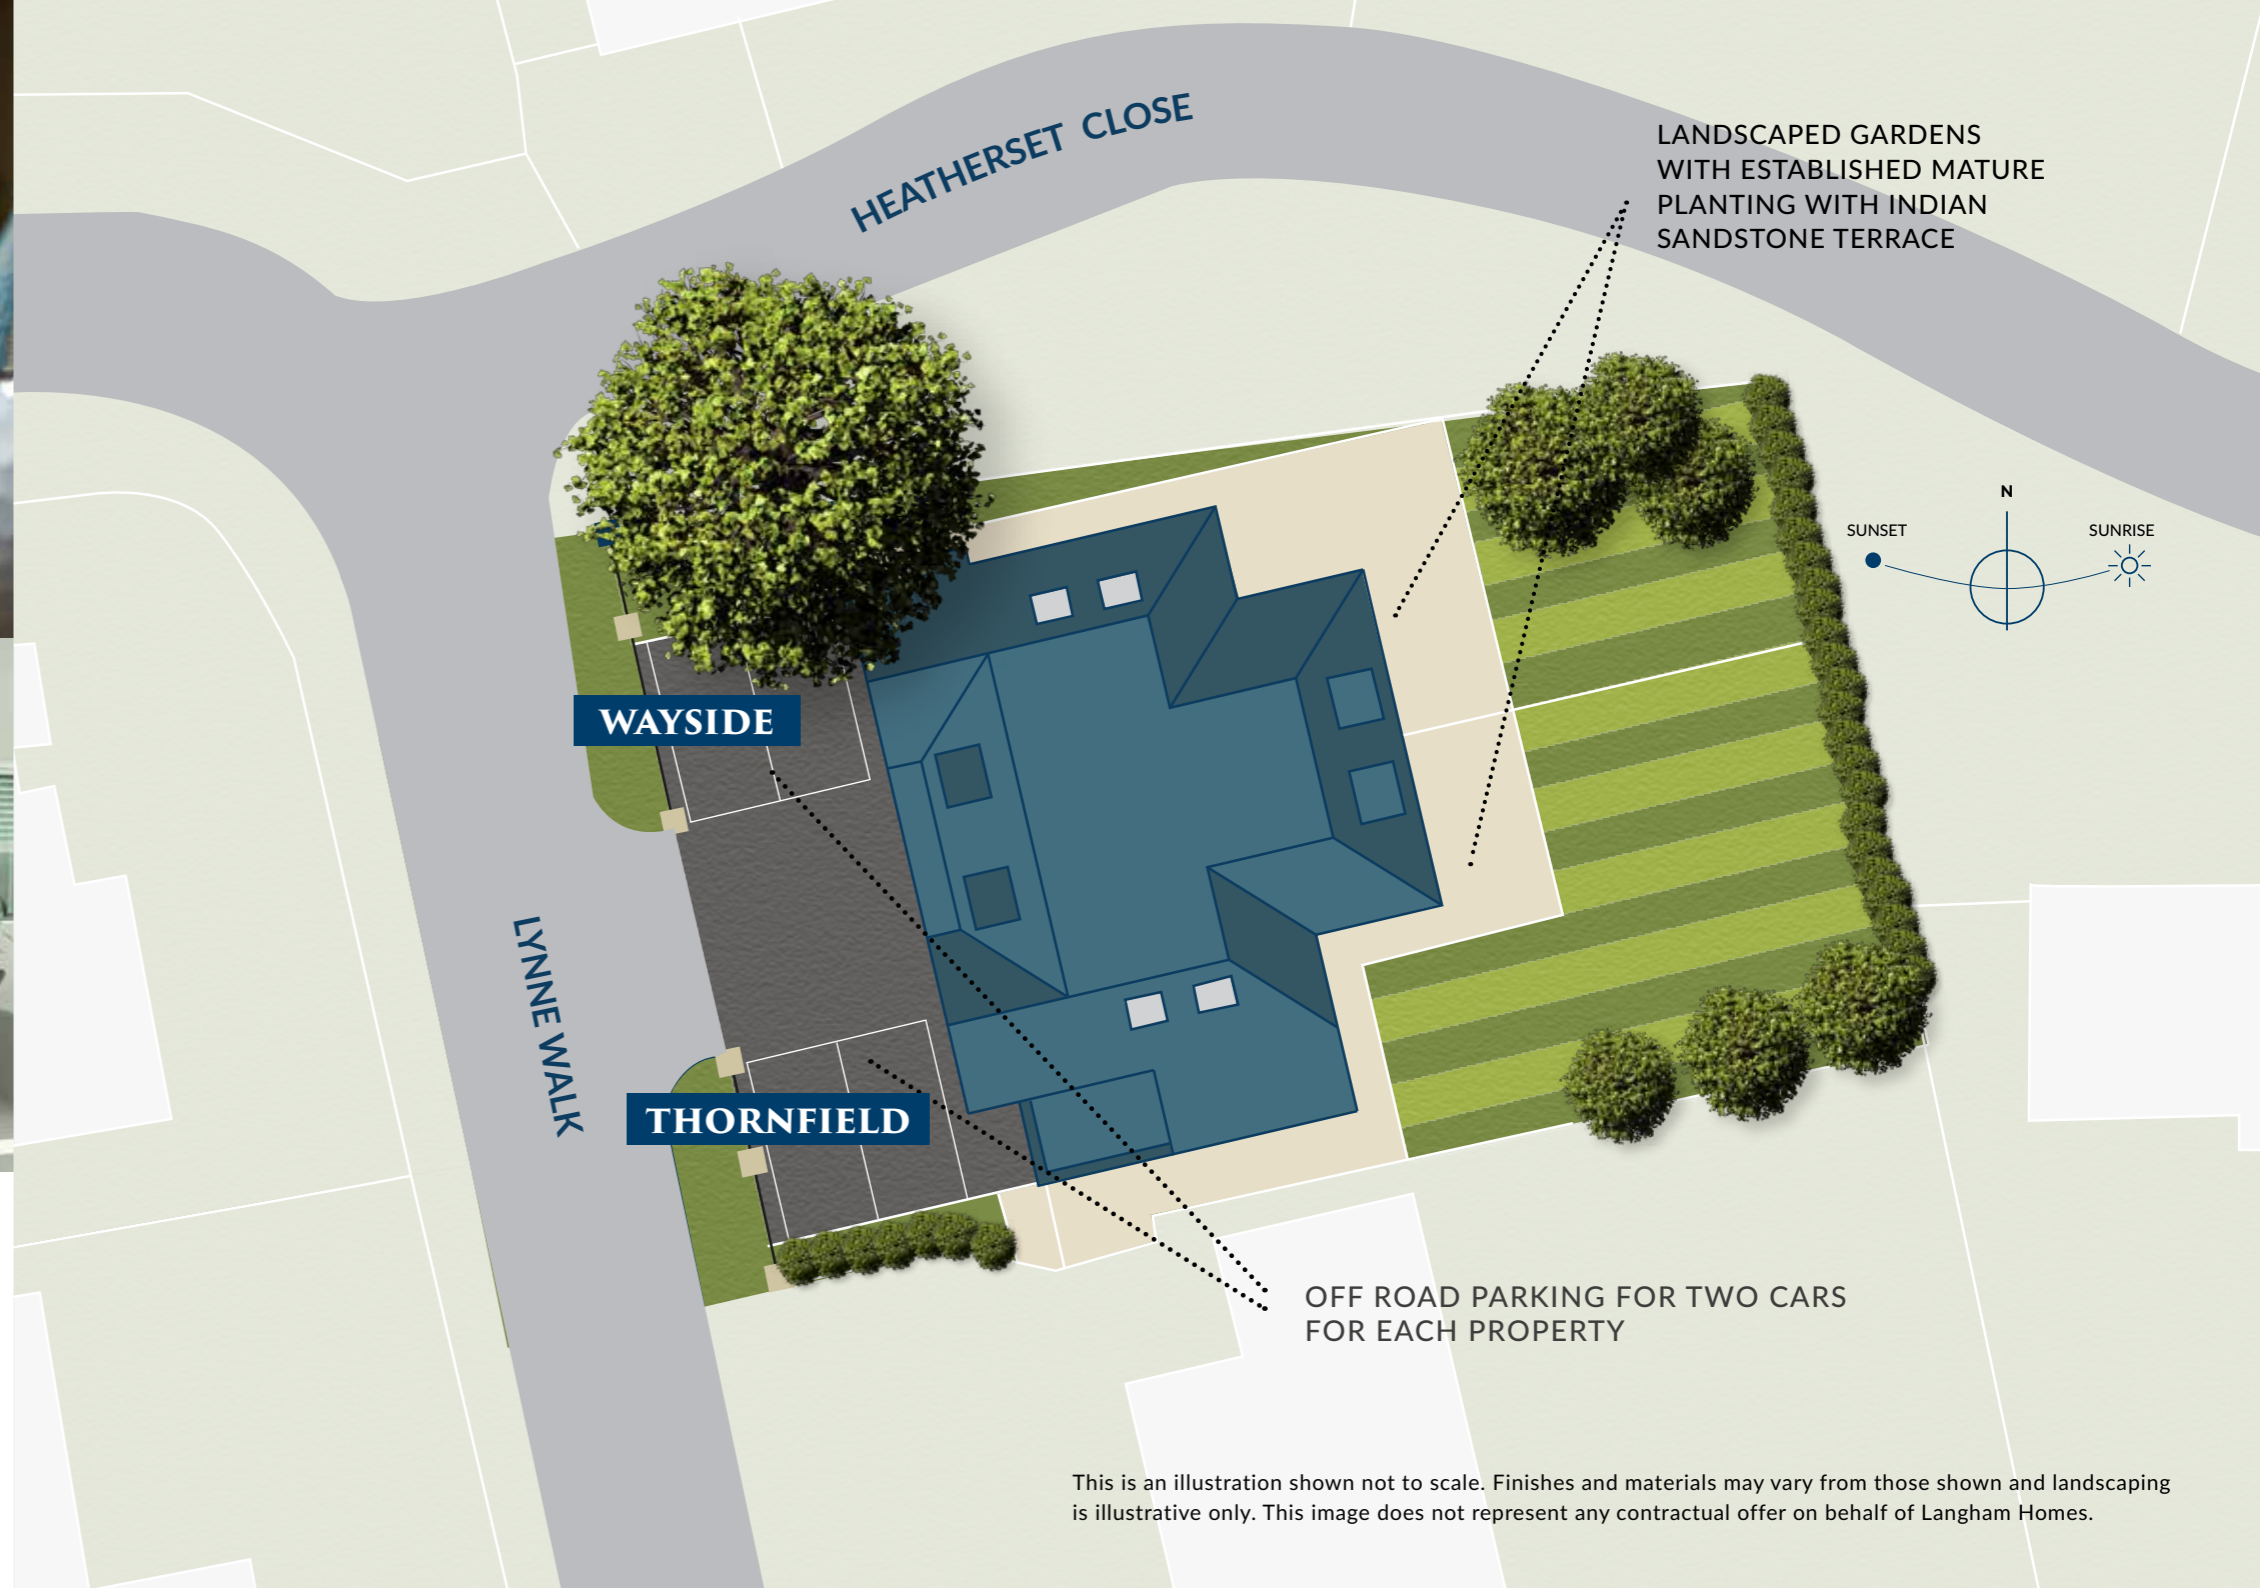 HEATHERSET CLOSE
LANDSCAPED GARDENS
WITH ESTABLISHED MATURE
PLANTING WITH INDIAN
SANDSTONE TERRACE
N
SUNSET
SUNRISE
WAYSIDE
LYNNE WALK
THORNFIELD
OFF ROAD PARKING FOR TWO CARS
FOR EACH PROPERTY
This is an illustration shown not to scale. Finishes and materials may vary from those shown and landscaping
is illustrative only. This image does not represent any contractual offer on behalf of Langham Homes.